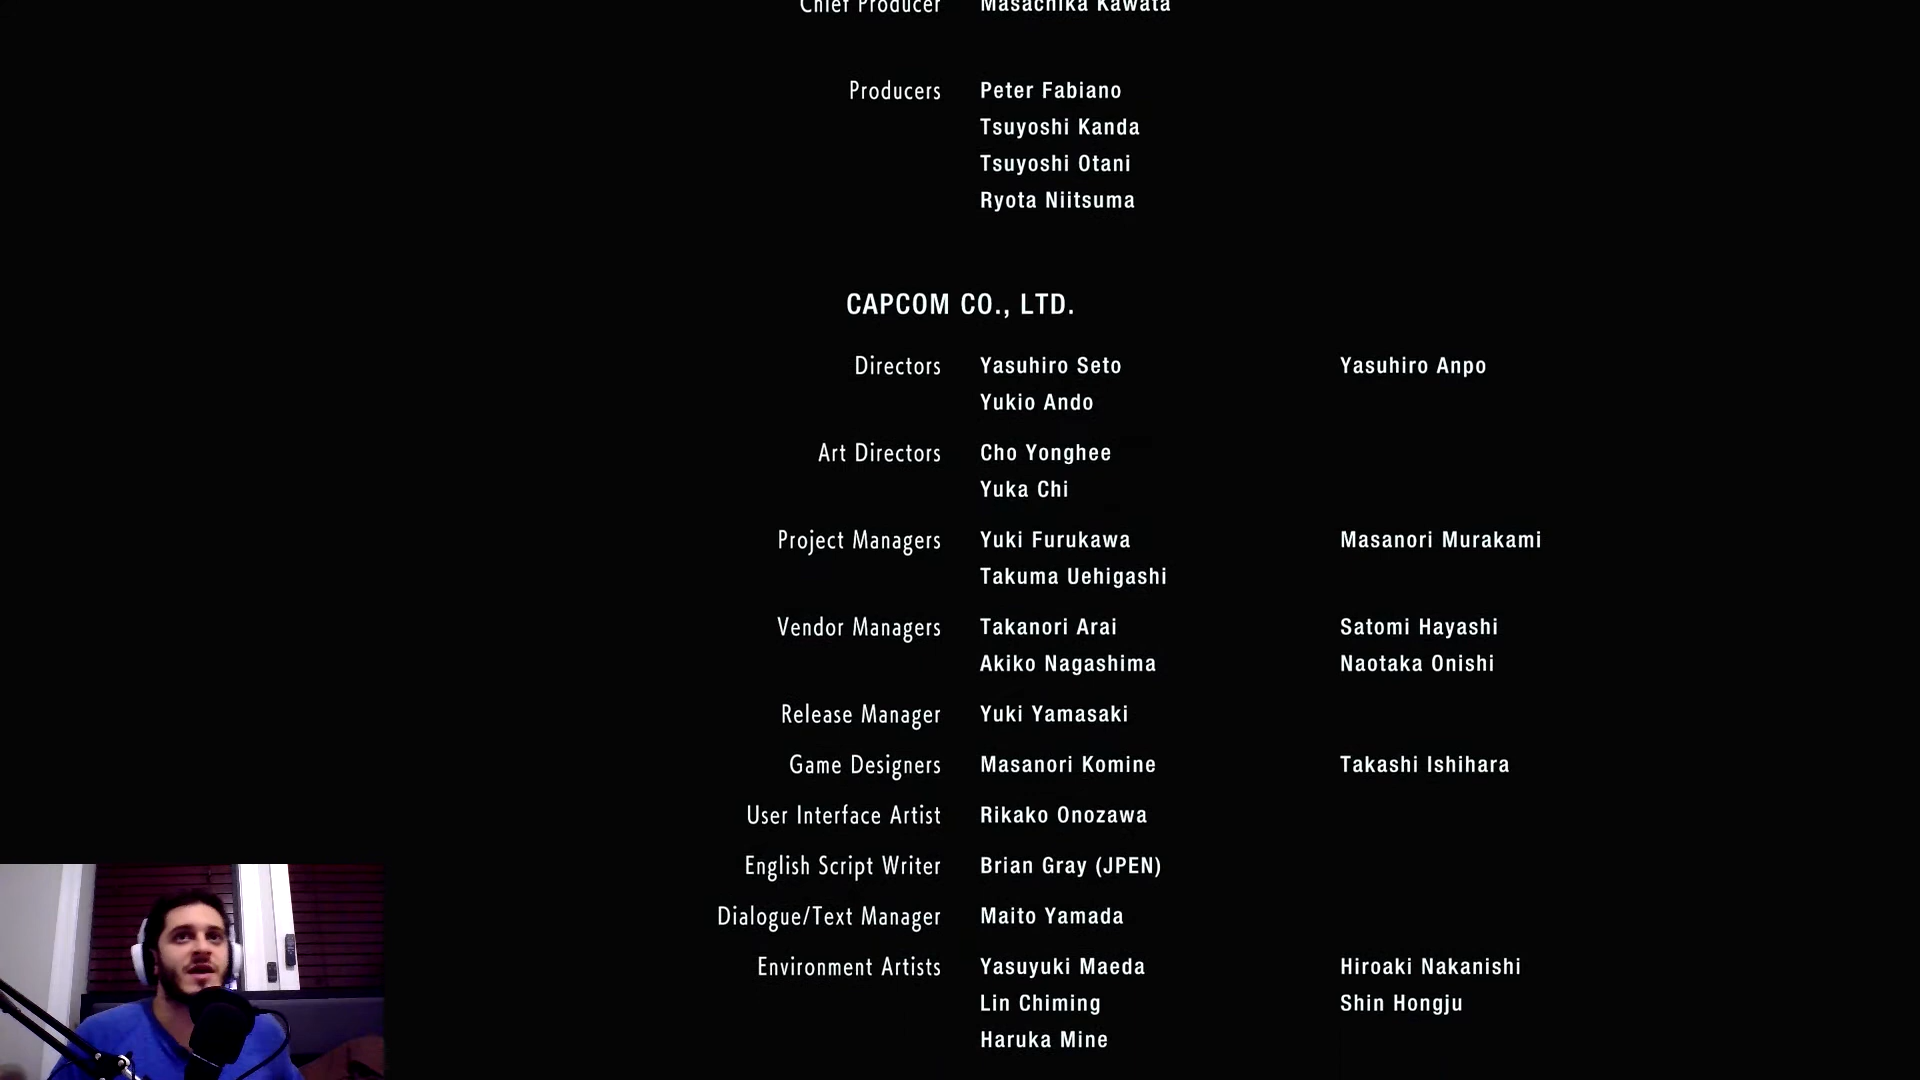 Chief Producer Masachika Kawata
Producers Peter Fabiano
Tsuyoshi Kanda
Tsuyoshi Otani
Ryota Niitsuma
CAPCOM CO., LTD.
Directors Yasuhiro Seto Yasuhiro Anpo
Yukio Ando
Art Directors Cho Yonghee
Yuka Chi
Project Managers Yuki Furukawa Masanori Murakami
Takuma Uehigashi
Vendor Managers Takanori Arai Satomi Hayashi
Akiko Nagashima Naotaka Onishi
Release Manager Yuki Yamasaki
Game Designers Masanori Komine Takashi Ishihara
User Interface Artist Rikako Onozawa
English Script Writer Brian Gray (JPEN)
Dialogue/Text Manager Maito Yamada
Environment Artists Yasuyuki Maeda Hiroaki Nakanishi
Lin Chiming Shin Hongju
Haruka Mine